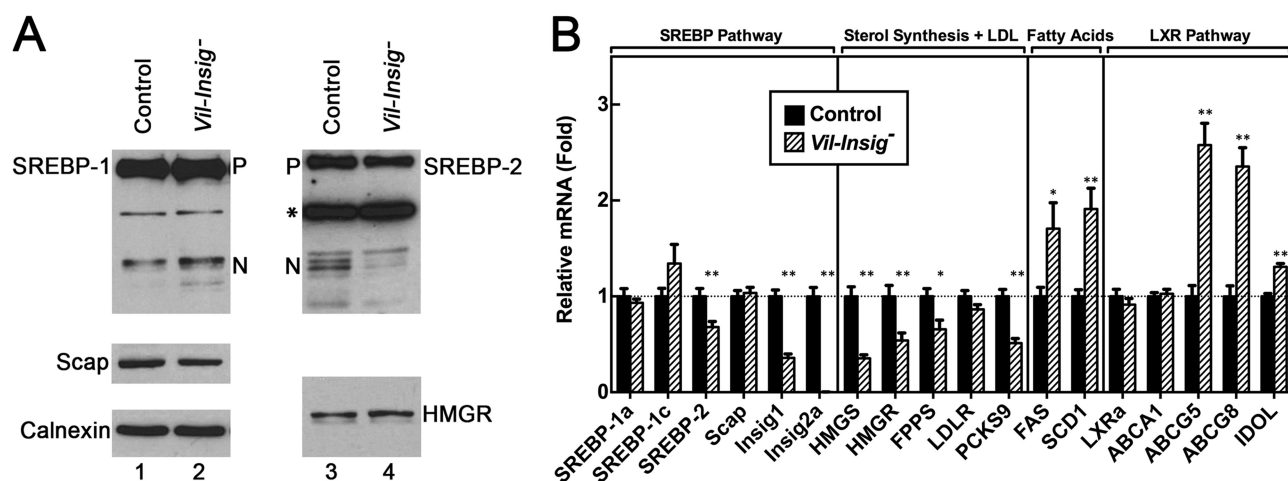 A
Control
Vil-Insig-
SREBP-1
P
N
Scap
Calnexin
1 2
Control
Vil-Insig-
P
SREBP-2
*
N
HMGR
3 4
B
SREBP Pathway
Sterol Synthesis + LDL
Fatty Acids
LXR Pathway
Relative mRNA (Fold)
3
2
1
0
Control
Vil-Insig-
** ** ** ** ** * ** * ** ** ** **
SREBP-1a
SREBP-1c
SREBP-2
Scap
Insig1
Insig2a
HMGS
HMGR
FPPS
LDLR
PCKS9
FAS
SCD1
LXRa
ABCA1
ABCG5
ABCG8
IDOL